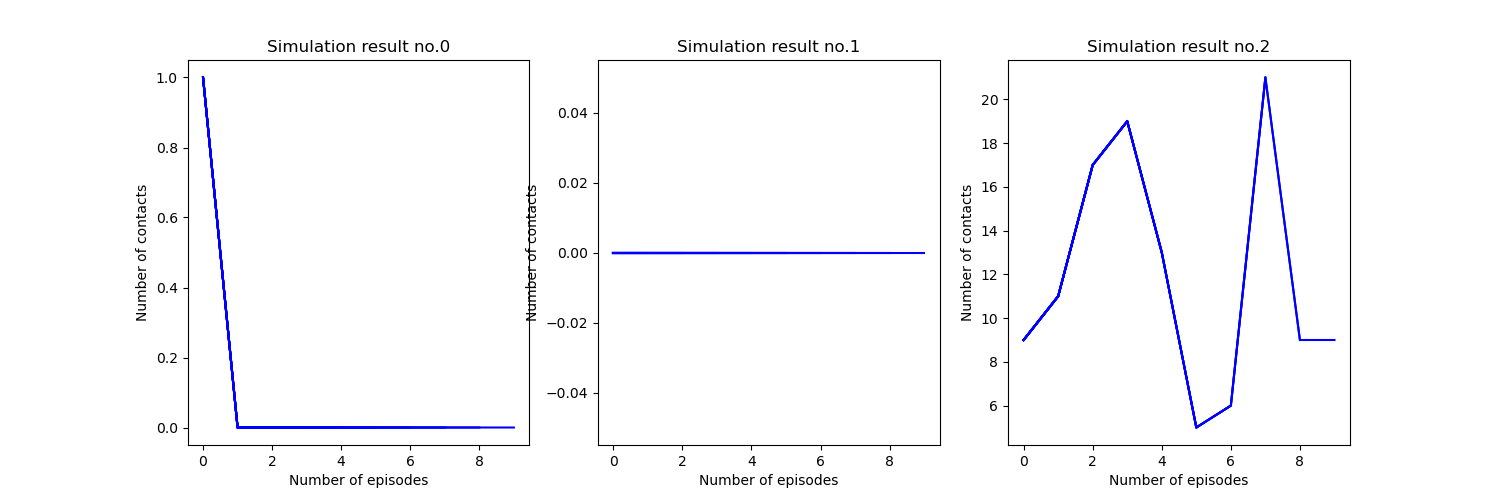 Simulation result no.0
Simulation result no.1
Simulation result no.2
Number of contacts
1.0
0.8
0.6
0.4
0.2
0.0
0 2 4 6 8
Number of episodes
Number of contacts
0.04
0.02
0.00
−0.02
−0.04
0 2 4 6 8
Number of episodes
Number of contacts
20
18
16
14
12
10
8
6
0 2 4 6 8
Number of episodes